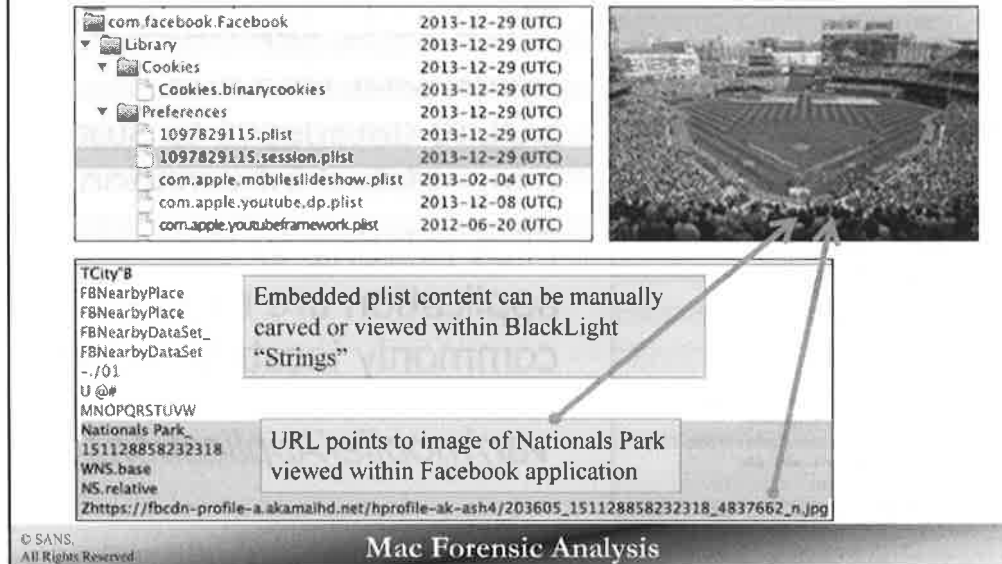 com.facebook.Facebook 2013-12-29 (UTC)
Library 2013-12-29 (UTC)
Cookies 2013-12-29 (UTC)
Cookies.binarycookies 2013-12-29 (UTC)
Preferences 2013-12-29 (UTC)
1097829115.plist 2013-12-29 (UTC)
1097829115.session.plist 2013-12-29 (UTC)
com.apple.mobileslideshow.plist 2013-02-04 (UTC)
com.apple.youtube.dp.plist 2013-12-08 (UTC)
com.apple.youtubeframework.plist 2012-06-20 (UTC)
TCity"B
FBNearbyPlace
FBNearbyPlace
FBNearbyDataSet_
FBNearbyDataSet
-./01
U @#
MNOPQRSTUVW
Nationals Park_
151128858232318
WNS.base
NS.relative
Zhttps://fbcdn-profile-a.akamaihd.net/hprofile-ak-ash4/203605_151128858232318_4837662_n.jpg
Embedded plist content can be manually
carved or viewed within BlackLight
“Strings”
URL points to image of Nationals Park
viewed within Facebook application
© SANS,
All Rights Reserved
Mac Forensic Analysis